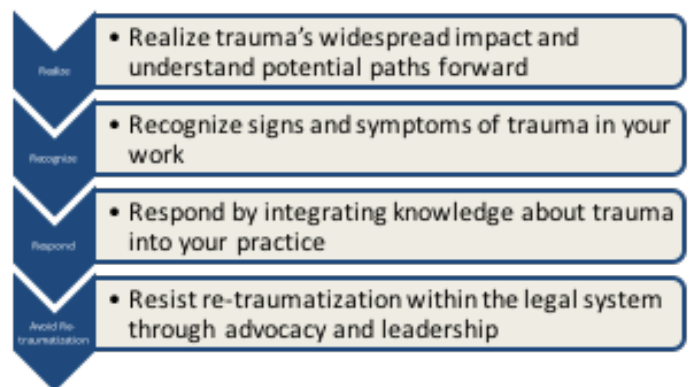 Realize
• Realize trauma's widespread impact and
understand potential paths forward
Recognize
• Recognize signs and symptoms of trauma in your
work
Respond
• Respond by integrating knowledge about trauma
into your practice
Avoid Re-
traumatization
• Resist re-traumatization within the legal system
through advocacy and leadership